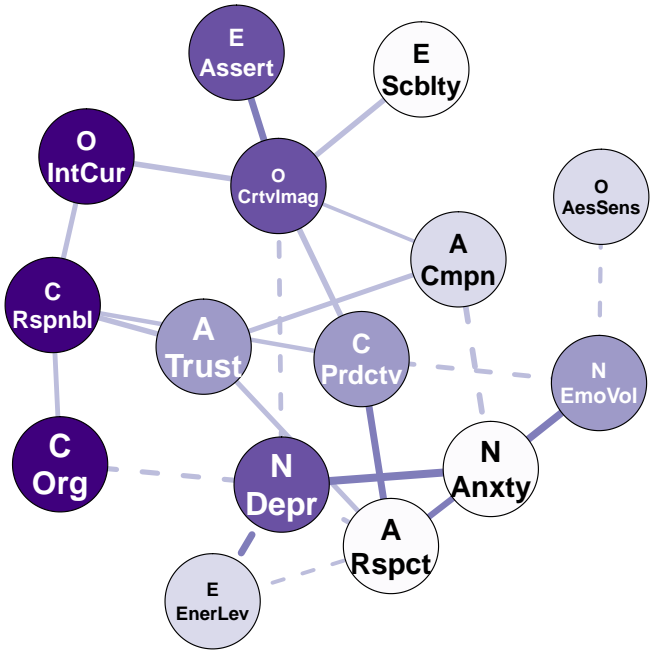 E
Assert
E
Scblty
O
IntCur
O
CrtvImag
O
AesSens
A
Cmpn
C
Rspnbl
A
Trust
C
Prdctv
N
EmoVol
C
Org
N
Depr
N
Anxty
A
Rspct
E
EnerLev